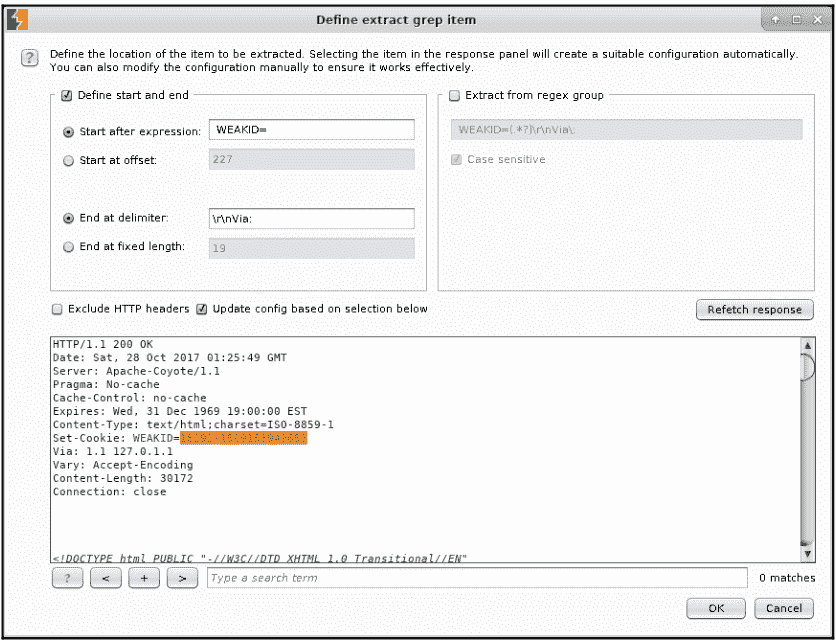 Define extract grep item
?
Define the location of the item to be extracted. Selecting the item in the response panel will create a suitable configuration automatically.
You can also modify the configuration manually to ensure it works effectively.
Define start and end
Start after expression: WEAKID=
Start at offset: 227
End at delimiter: \r\nVia:
End at fixed length: 19
Extract from regex group
WEAKID=(.*?)\r\nVia\:
Case sensitive
Exclude HTTP headers Update config based on selection below
Refetch response
HTTP/1.1 200 OK
Date: Sat, 28 Oct 2017 01:25:49 GMT
Server: Apache-Coyote/1.1
Pragma: No-cache
Cache-Control: no-cache
Expires: Wed, 31 Dec 1969 19:00:00 EST
Content-Type: text/html;charset=ISO-8859-1
Set-Cookie: WEAKID=
Via: 1.1 127.0.1.1
Vary: Accept-Encoding
Content-Length: 30172
Connection: close
<!DOCTYPE html PUBLIC "-//W3C//DTD XHTML 1.0 Transitional//EN"
? < + > Type a search term 0 matches
OK Cancel